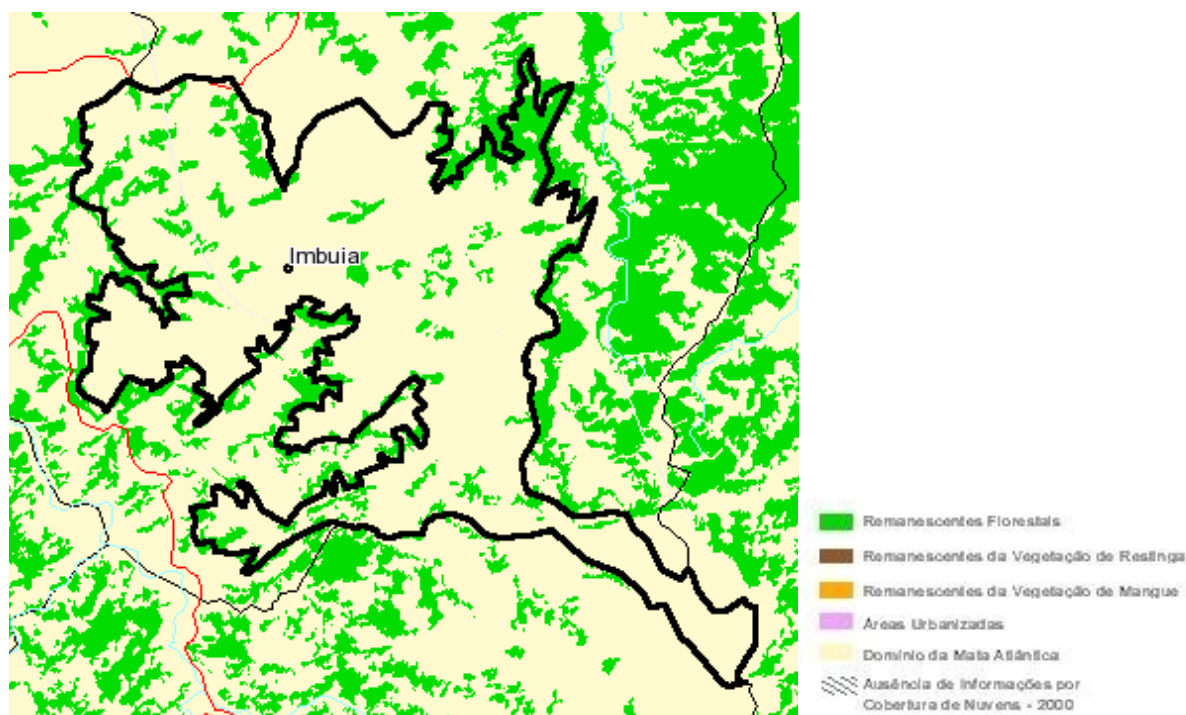 Imbuia
Remanescentes Florestais
Remanescentes da Vegetação de Restinga
Remanescentes da Vegetação de Mangue
Áreas Urbanizadas
Domínio da Mata Atlântica
Ausência de Informações por
Cobertura de Nuvens - 2000